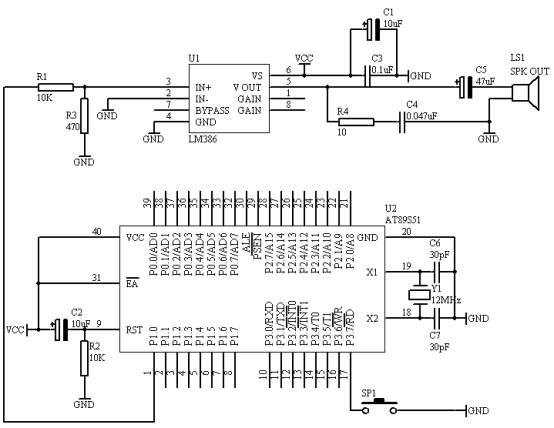 C1
10uF
U1
VCC
C3
LS1
SPK OUT
R1
10K
3
IN+
VS
6
0.1uF
GND
C5
47uF
2
IN-
V OUT
5
7
BYPASS
GAIN
1
4
GND
GAIN
8
R3
470
GND
GND
LM386
R4
10
C4
0.047uF
GND
39 38 37 36 35 34 33 32 30 29 28 27 26 25 24 23 22 21
U2
AT89S51
40
VCC
P0.0/AD0
P0.1/AD1
P0.2/AD2
P0.3/AD3
P0.4/AD4
P0.5/AD5
P0.6/AD6
P0.7/AD7
ALE
PSEN
P2.7/A15
P2.6/A14
P2.5/A13
P2.4/A12
P2.3/A11
P2.2/A10
P2.1/A9
P2.0/A8
GND
20
C6
30pF
31
EA
X1
19
Y1
12MHz
VCC
C2
10uF
9
RST
X2
18
C7
30pF
GND
R2
10K
GND
P1.0
P1.1
P1.2
P1.3
P1.4
P1.5
P1.6
P1.7
P3.0/RXD
P3.1/TXD
P3.2/INT0
P3.3/INT1
P3.4/T0
P3.5/T1
P3.6/WR
P3.7/RD
1 2 3 4 5 6 7 8 10 11 12 13 14 15 16 17
SP1
GND